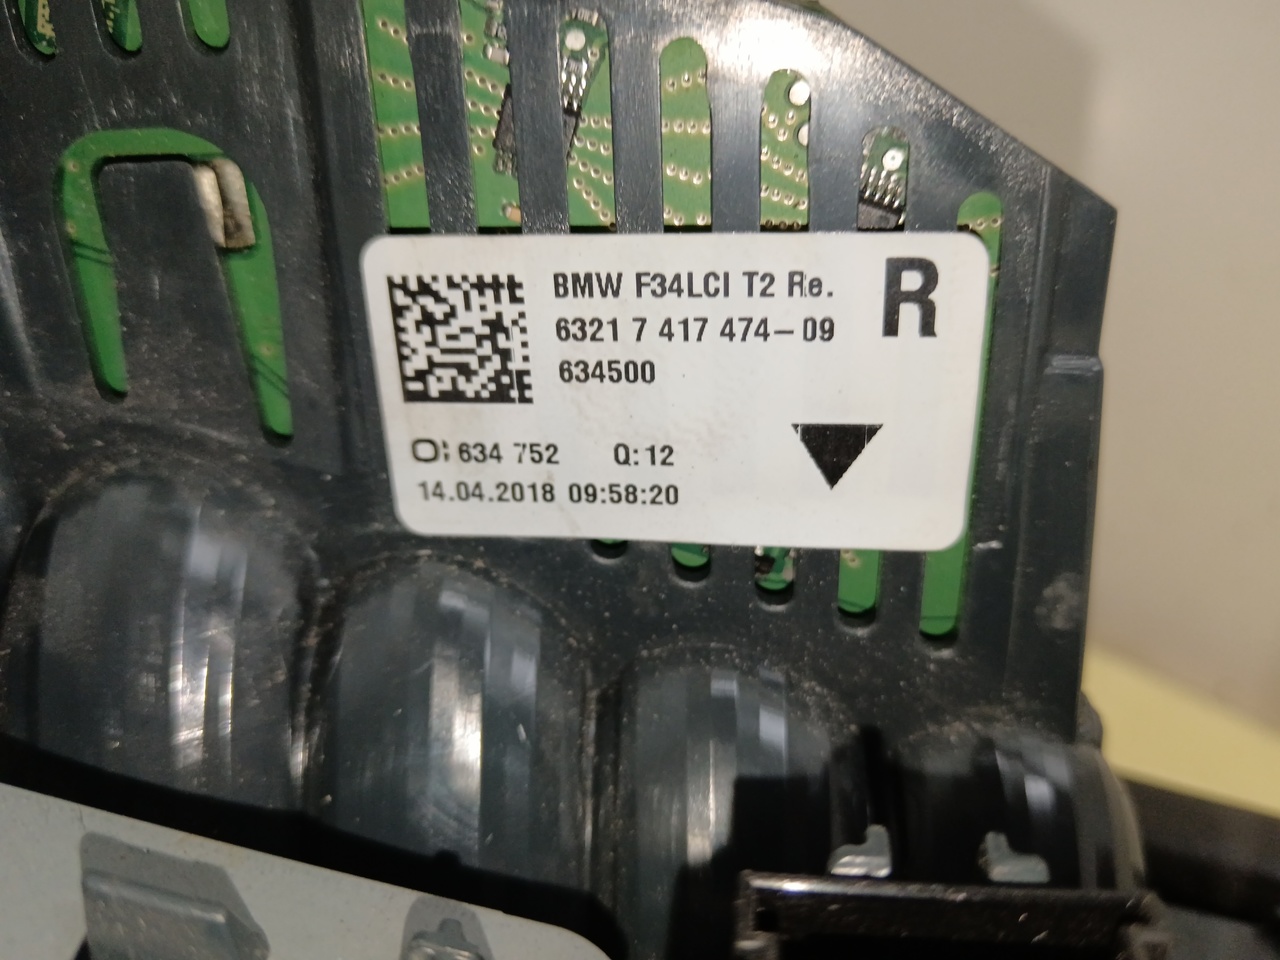 BMW F34LCI T2 Re.
R
6321 7 417 474-09
634500
O: 634 752 Q: 12
14.04.2018 09:58:20